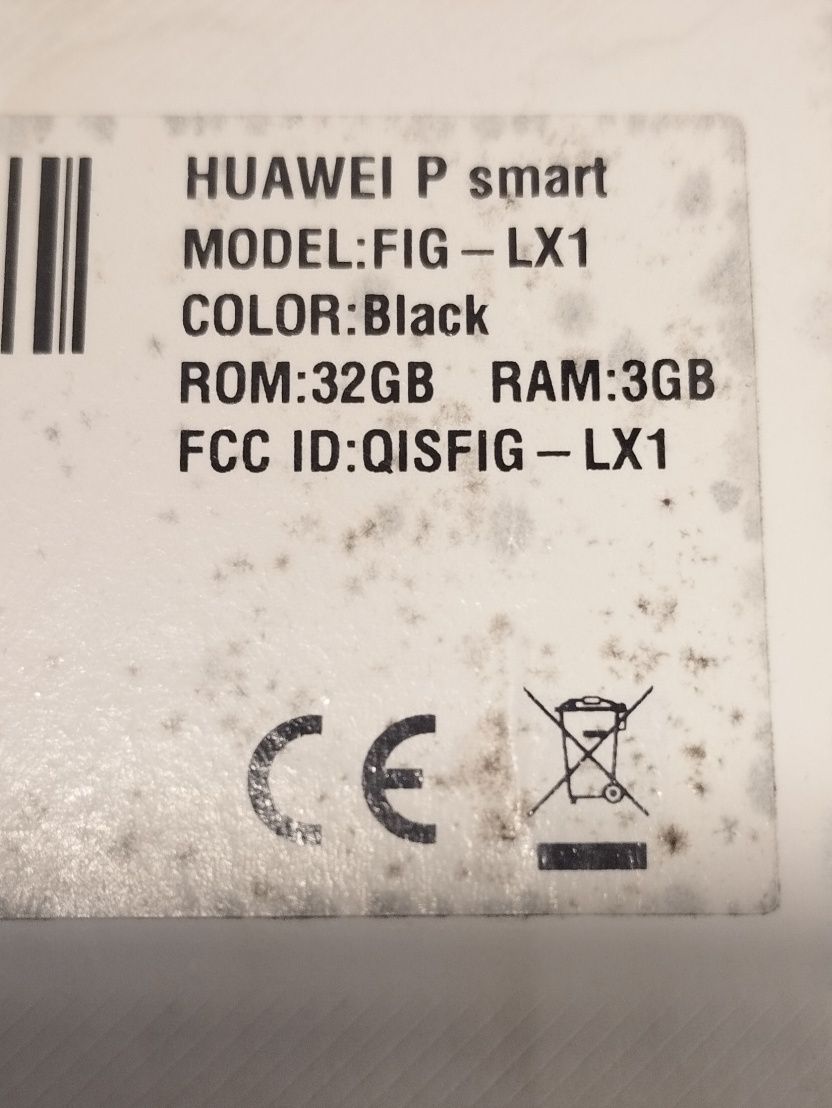 HUAWEI P smart
MODEL:FIG–LX1
COLOR:Black
ROM:32GB RAM:3GB
FCC ID:QISFIG–LX1
CE